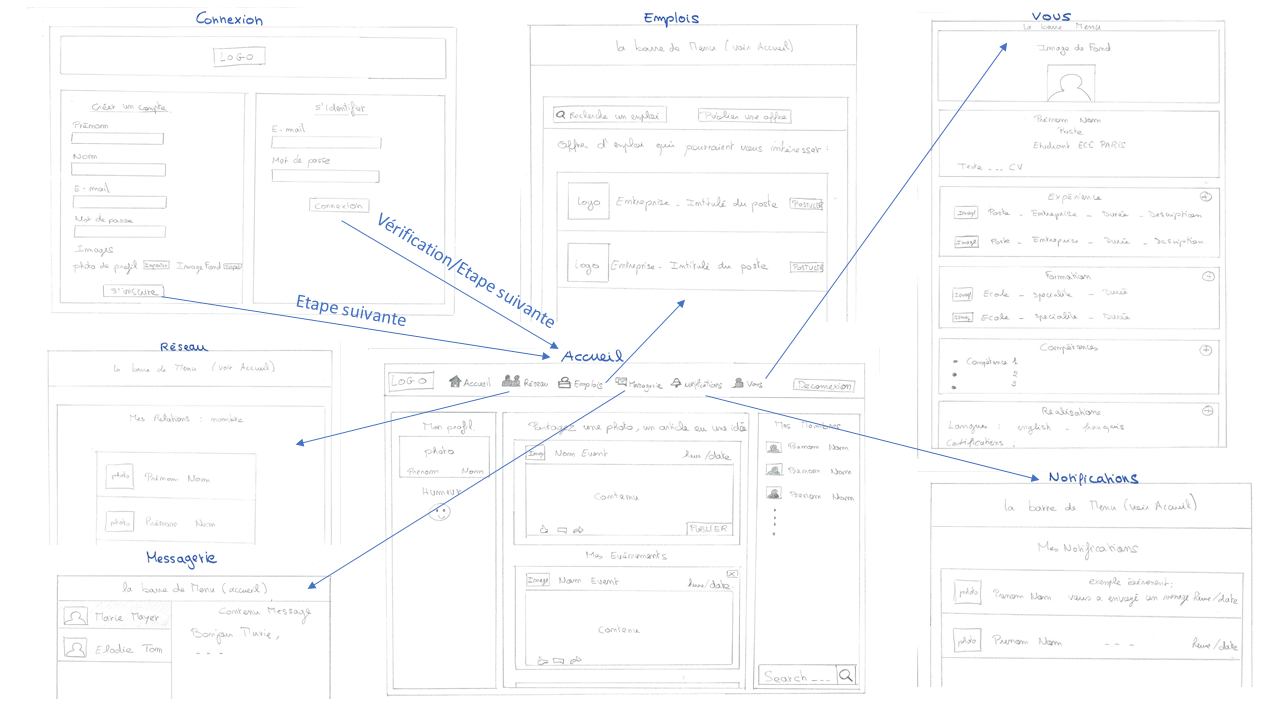 Connexion
LOGO
Créer un compte
Prénom
Nom
E-mail
Mot de passe
Images
photo de profil Importer Image Fond
S'inscrire
S'identifier
E-mail
Mot de passe
Connexion
Vérification/Etape suivante
Etape suivante
Emplois
la barre de Menu (voir Accueil)
Recherche un emploi
Publier une offre
Offres d'emploi qui pourraient vous intéresser :
Logo Entreprise - Intitulé du poste POSTULER
Logo Entreprise - Intitulé du poste POSTULER
Vous
la barre Menu
Image de Fond
Prénom Nom
Poste
Etudiant ECE PARIS
Texte --- CV
Expérience
Image Poste - Entreprise - Durée - Description
Image Poste - Entreprise - Durée - Description
Formation
Image Ecole - Spécialité - Durée
Image Ecole - Spécialité - Durée
Compétences
Compétence 1
2
3
Réalisations
Langues : english - français
Certifications :
Réseau
la barre de Menu (voir Accueil)
Mes Relations : nombre
photo Prénom Nom
photo Prénom Nom
Accueil
LOGO
Accueil
Réseau
Emplois
Messagerie
Notifications
Vous
Deconnexion
Mon profil
photo
Prénom Nom
Humeur
Partagez une photo, un article ou une idée
Image Nom Event heure/date
Contenu
PUBLIER
Mes Evénements
Image Nom Event heure/date
Contenu
Mes Membres
Prenom Nom
Prenom Nom
Prenom Nom
Search ---
Messagerie
la barre de Menu (accueil)
Marie Mayer
Elodie Tom
Contenu Message
Bonjour Marie,
- - -
Notifications
la barre de Menu (voir Accueil)
Mes Notifications
exemple événement:
photo Prenom Nom vous a envoyé un message heure/date
photo Prenom Nom --- heure/date